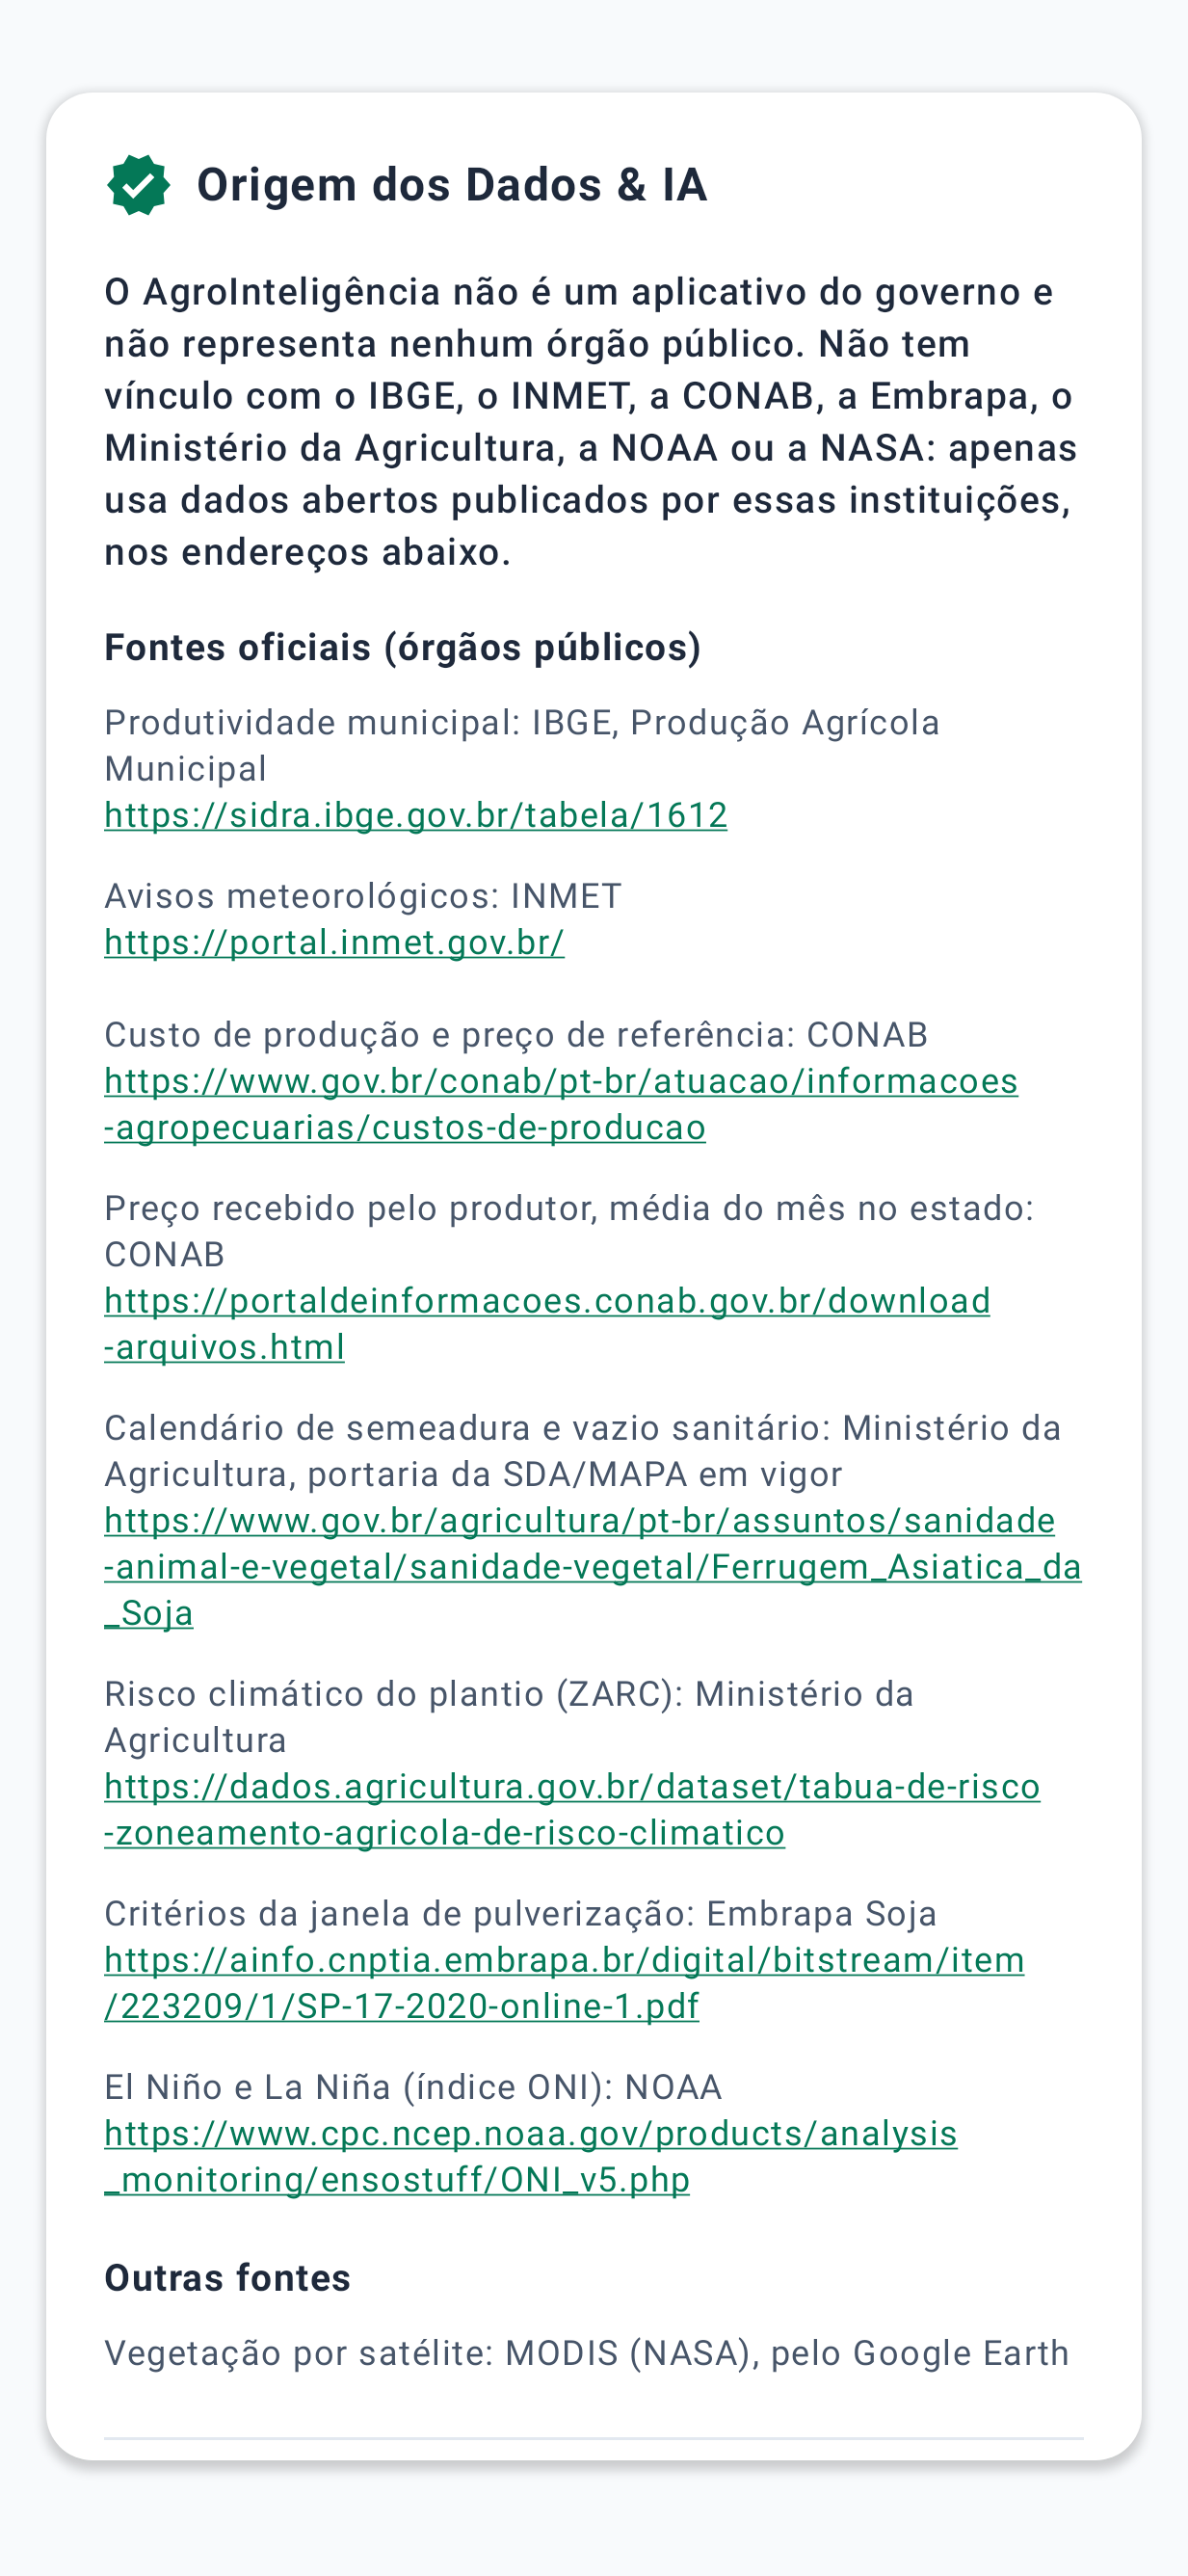 Origem dos Dados & IA
O AgroInteligência não é um aplicativo do governo e
não representa nenhum órgão público. Não tem
vínculo com o IBGE, o INMET, a CONAB, a Embrapa, o
Ministério da Agricultura, a NOAA ou a NASA: apenas
usa dados abertos publicados por essas instituições,
nos endereços abaixo.
Fontes oficiais (órgãos públicos)
Produtividade municipal: IBGE, Produção Agrícola
Municipal
https://sidra.ibge.gov.br/tabela/1612
Avisos meteorológicos: INMET
https://portal.inmet.gov.br/
Custo de produção e preço de referência: CONAB
https://www.gov.br/conab/pt-br/atuacao/informacoes
-agropecuarias/custos-de-producao
Preço recebido pelo produtor, média do mês no estado:
CONAB
https://portaldeinformacoes.conab.gov.br/download
-arquivos.html
Calendário de semeadura e vazio sanitário: Ministério da
Agricultura, portaria da SDA/MAPA em vigor
https://www.gov.br/agricultura/pt-br/assuntos/sanidade
-animal-e-vegetal/sanidade-vegetal/Ferrugem_Asiatica_da
_Soja
Risco climático do plantio (ZARC): Ministério da
Agricultura
https://dados.agricultura.gov.br/dataset/tabua-de-risco
-zoneamento-agricola-de-risco-climatico
Critérios da janela de pulverização: Embrapa Soja
https://ainfo.cnptia.embrapa.br/digital/bitstream/item
/223209/1/SP-17-2020-online-1.pdf
El Niño e La Niña (índice ONI): NOAA
https://www.cpc.ncep.noaa.gov/products/analysis
_monitoring/ensostuff/ONI_v5.php
Outras fontes
Vegetação por satélite: MODIS (NASA), pelo Google Earth